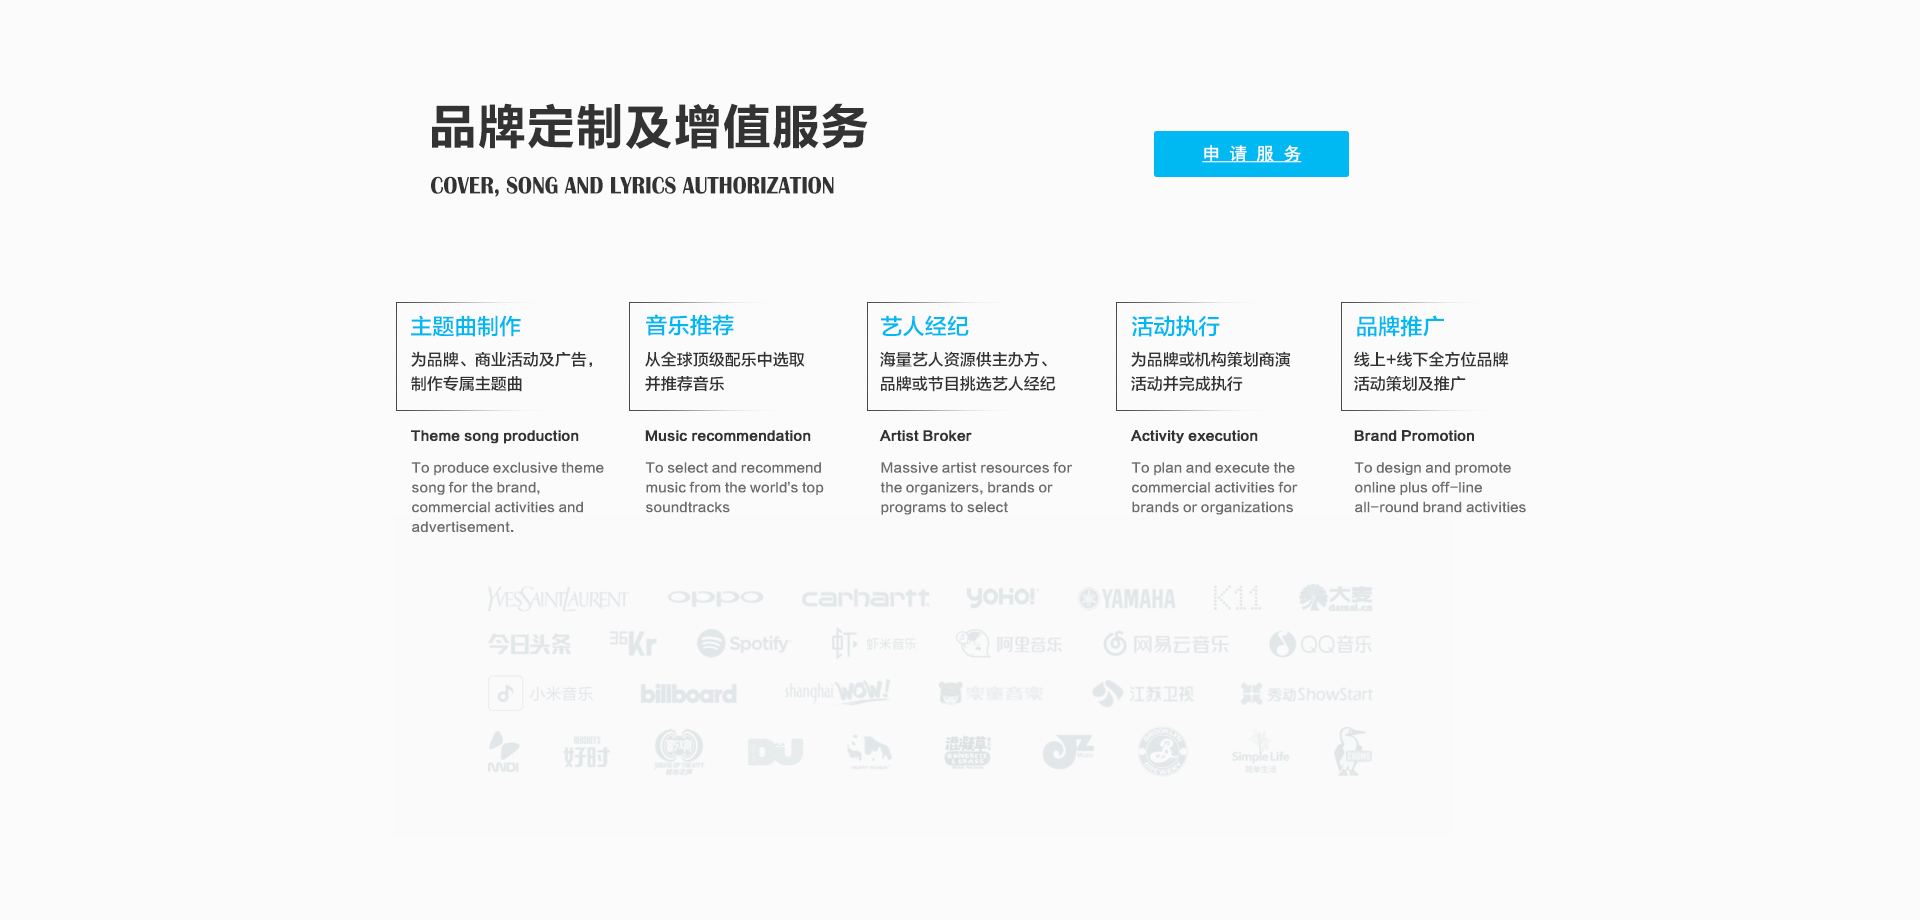 品牌定制及增值服务
COVER, SONG AND LYRICS AUTHORIZATION
申请服务
主题曲制作
为品牌、商业活动及广告，
制作专属主题曲
Theme song production
To produce exclusive theme
song for the brand,
commercial activities and
advertisement.
音乐推荐
从全球顶级配乐中选取
并推荐音乐
Music recommendation
To select and recommend
music from the world's top
soundtracks
艺人经纪
海量艺人资源供主办方、
品牌或节目挑选艺人经纪
Artist Broker
Massive artist resources for
the organizers, brands or
programs to select
活动执行
为品牌或机构策划商演
活动并完成执行
Activity execution
To plan and execute the
commercial activities for
brands or organizations
品牌推广
线上+线下全方位品牌
活动策划及推广
Brand Promotion
To design and promote
online plus off-line
all-round brand activities
YVESSAINTLAURENT
oppo
carhartt
YOHO!
YAMAHA
K11
大麦
damai.cn
今日头条
36Kr
Spotify
虾
虾米音乐
阿里音乐
网易云音乐
QQ音乐
小米音乐
billboard
shanghai WOW!
江苏卫视
秀动ShowStart
MIDI
HERSHEY'S
好时
混凝草
Simple Life
簡單生活